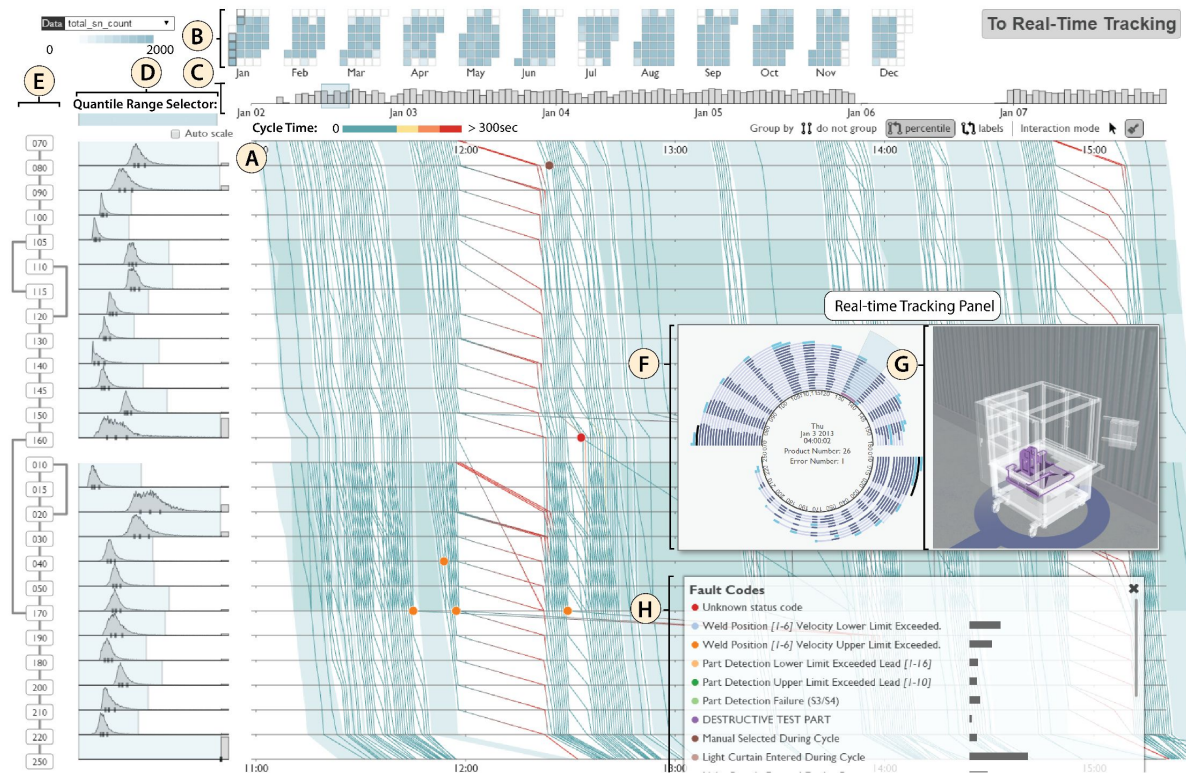 Data total_sn_count
To Real-Time Tracking
0 2000
B
Jan Feb Mar Apr May Jun Jul Aug Sep Oct Nov Dec
E D C
Quantile Range Selector:
Jan 02 Jan 03 Jan 04 Jan 05 Jan 06 Jan 07
Auto scale
Cycle Time: 0 > 300sec
Group by do not group percentile labels Interaction mode
A
12:00 13:00 14:00 15:00
070
080
090
100
105
110
115
120
130
140
145
150
160
010
015
020
030
040
050
170
190
180
200
210
220
250
Real-time Tracking Panel
F
G
Thu
Jan 3 2013
04:00:02
Product Number: 26
Error Number: 1
H
Fault Codes
Unknown status code
Weld Position [1-6] Velocity Lower Limit Exceeded.
Weld Position [1-6] Velocity Upper Limit Exceeded.
Part Detection Lower Limit Exceeded Lead [1-16]
Part Detection Upper Limit Exceeded Lead [1-10]
Part Detection Failure (S3/S4)
DESTRUCTIVE TEST PART
Manual Selected During Cycle
Light Curtain Entered During Cycle
11:00 12:00 13:00 14:00 15:00